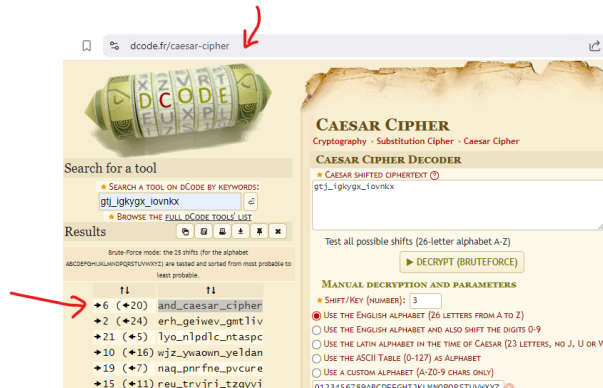 dcode.fr/caesar-cipher
X Z V R T
D C O D E
E U X P L
Search for a tool
★ SEARCH A TOOL ON DCODE BY KEYWORDS:
gtj_igkygx_iovnkx
★ BROWSE THE FULL DCODE TOOLS' LIST
Results
Brute-Force mode: the 25 shifts (for the alphabet
ABCDEFGHIJKLMNOPQRSTUVWXYZ) are tested and sorted from most probable to
least probable.
↑↓ ↑↓
➜6 (←20) and_caesar_cipher
➜2 (←24) erh_geiwev_gmtliv
➜21 (←5) lyo_nlpdlc_ntaspc
➜10 (←16) wjz_ywaown_yeldan
➜19 (←7) naq_pnrfne_pvcure
➜15 (←11) reu_trvjri_tzgyvi
CAESAR CIPHER
Cryptography › Substitution Cipher › Caesar Cipher
CAESAR CIPHER DECODER
★ CAESAR SHIFTED CIPHERTEXT ?
gtj_igkygx_iovnkx
Test all possible shifts (26-letter alphabet A-Z)
► DECRYPT (BRUTEFORCE)
MANUAL DECRYPTION AND PARAMETERS
★ SHIFT/KEY (NUMBER): 3
USE THE ENGLISH ALPHABET (26 LETTERS FROM A TO Z)
USE THE ENGLISH ALPHABET AND ALSO SHIFT THE DIGITS 0-9
USE THE LATIN ALPHABET IN THE TIME OF CAESAR (23 LETTERS, NO J, U OR W
USE THE ASCII TABLE (0-127) AS ALPHABET
USE A CUSTOM ALPHABET (A-Z0-9 CHARS ONLY)
0123456789ABCDEFGHIJKLMNOPQRSTUVWXYZ